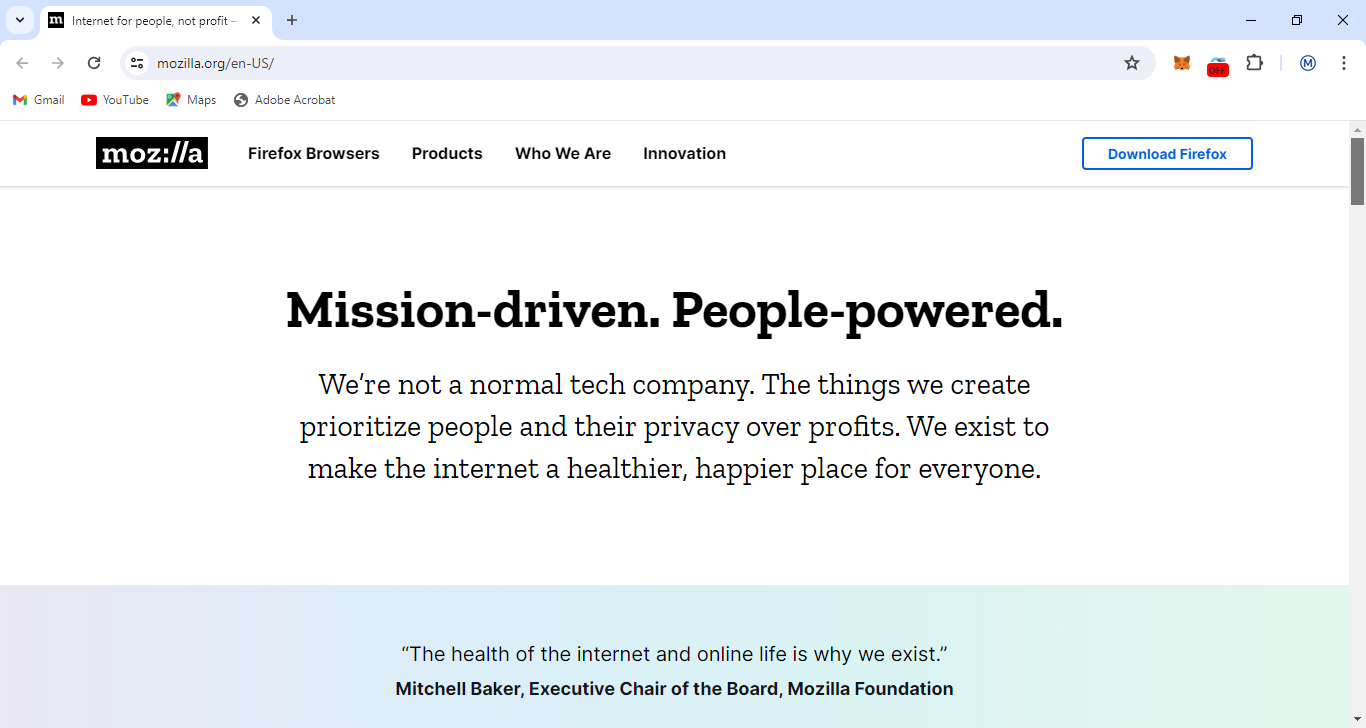 Internet for people, not profit —
mozilla.org/en-US/
OFF
M
Gmail
YouTube
Maps
Adobe Acrobat
moz://a
Firefox Browsers
Products
Who We Are
Innovation
Download Firefox
Mission-driven. People-powered.
We’re not a normal tech company. The things we create
prioritize people and their privacy over profits. We exist to
make the internet a healthier, happier place for everyone.
“The health of the internet and online life is why we exist.”
Mitchell Baker, Executive Chair of the Board, Mozilla Foundation